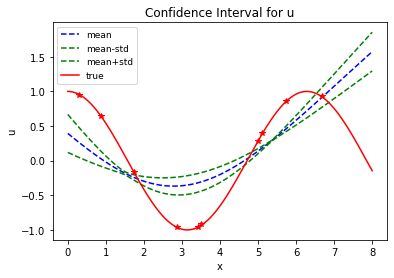 Confidence Interval for u
mean
mean-std
mean+std
true
u
1.5
1.0
0.5
0.0
-0.5
-1.0
0 1 2 3 4 5 6 7 8
x